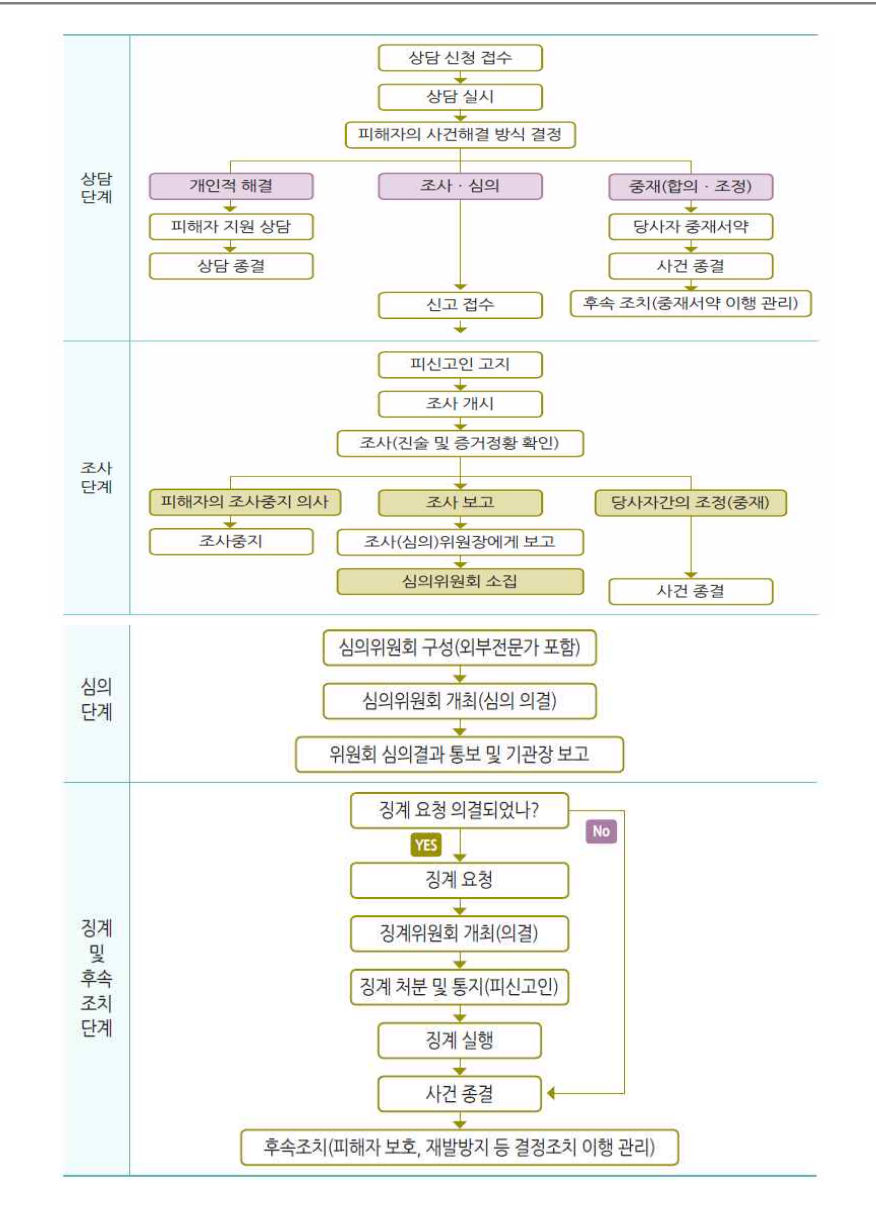 상담
단계
상담 신청 접수
상담 실시
피해자의 사건해결 방식 결정
개인적 해결
조사 · 심의
중재(합의 · 조정)
피해자 지원 상담
당사자 중재서약
상담 종결
사건 종결
신고 접수
후속 조치(중재서약 이행 관리)
조사
단계
피신고인 고지
조사 개시
조사(진술 및 증거정황 확인)
피해자의 조사중지 의사
조사 보고
당사자간의 조정(중재)
조사중지
조사(심의)위원장에게 보고
심의위원회 소집
사건 종결
심의
단계
심의위원회 구성(외부전문가 포함)
심의위원회 개최(심의 의결)
위원회 심의결과 통보 및 기관장 보고
징계
및
후속
조치
단계
징계 요청 의결되었나?
YES
No
징계 요청
징계위원회 개최(의결)
징계 처분 및 통지(피신고인)
징계 실행
사건 종결
후속조치(피해자 보호, 재발방지 등 결정조치 이행 관리)